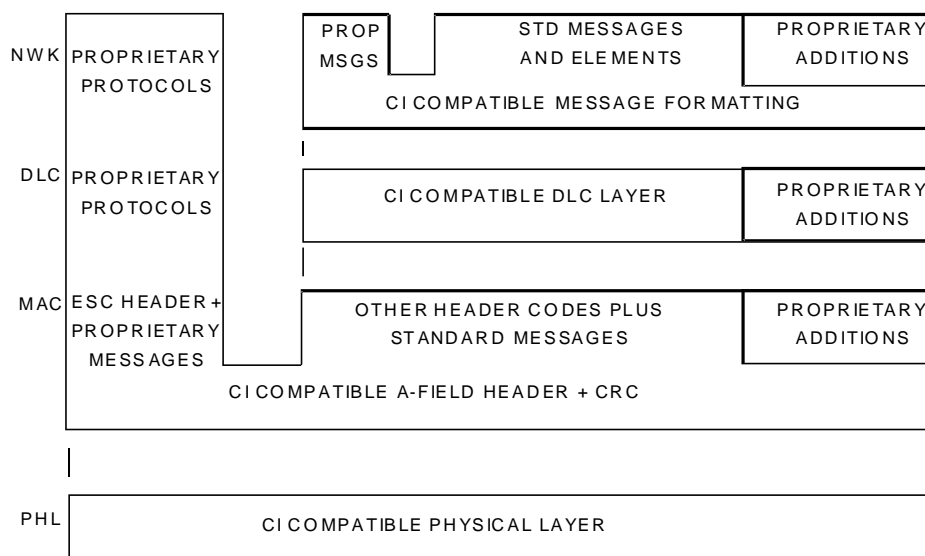 NWK
PROPRIETARY
PROTOCOLS
PROP
MSGS
STD MESSAGES
AND ELEMENTS
PROPRIETARY
ADDITIONS
CI COMPATIBLE MESSAGE FORMATTING
DLC
PROPRIETARY
PROTOCOLS
CI COMPATIBLE DLC LAYER
PROPRIETARY
ADDITIONS
MAC
ESC HEADER +
PROPRIETARY
MESSAGES
OTHER HEADER CODES PLUS
STANDARD MESSAGES
PROPRIETARY
ADDITIONS
CI COMPATIBLE A-FIELD HEADER + CRC
PHL
CI COMPATIBLE PHYSICAL LAYER